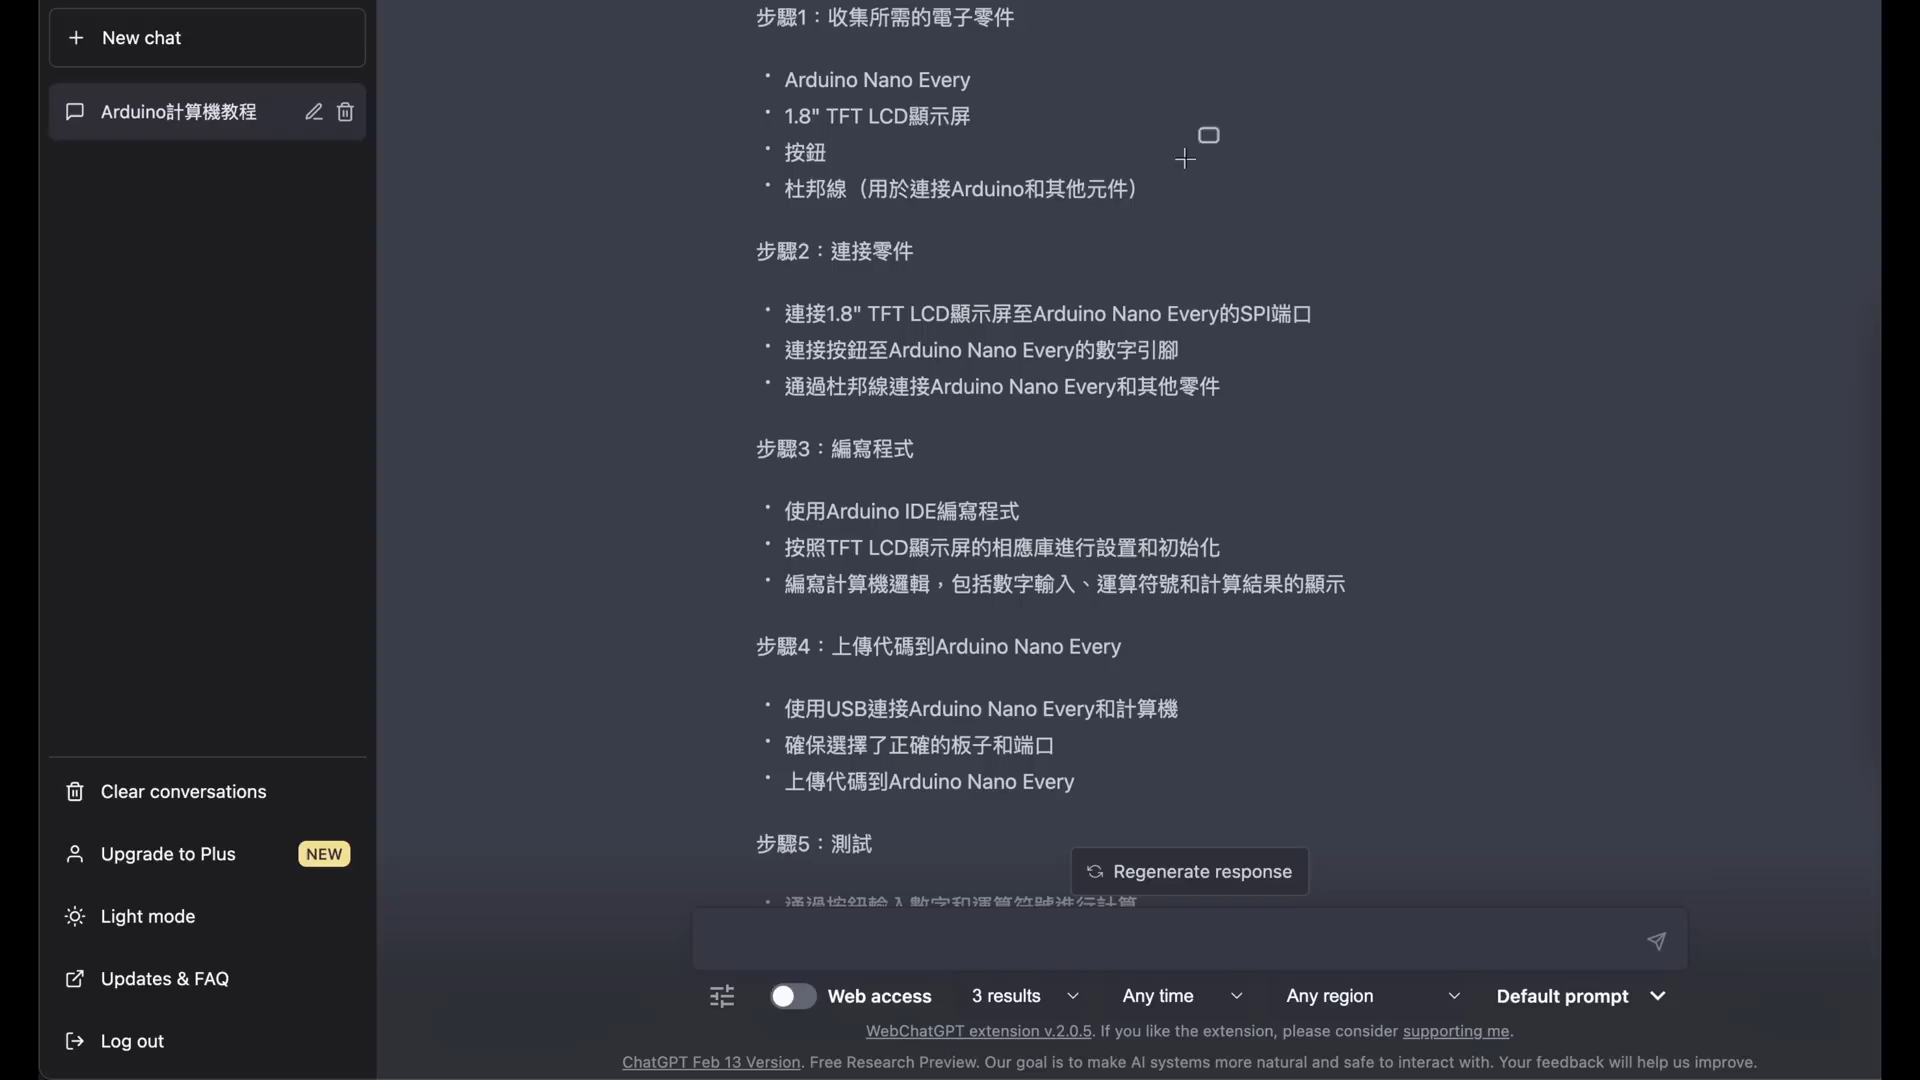 New chat
Arduino計算機教程
Clear conversations
Upgrade to Plus NEW
Light mode
Updates & FAQ
Log out
步驟1：收集所需的電子零件
• Arduino Nano Every
• 1.8" TFT LCD顯示屏
• 按鈕
• 杜邦線（用於連接Arduino和其他元件）
步驟2：連接零件
• 連接1.8" TFT LCD顯示屏至Arduino Nano Every的SPI端口
• 連接按鈕至Arduino Nano Every的數字引腳
• 通過杜邦線連接Arduino Nano Every和其他零件
步驟3：編寫程式
• 使用Arduino IDE編寫程式
• 按照TFT LCD顯示屏的相應庫進行設置和初始化
• 編寫計算機邏輯，包括數字輸入、運算符號和計算結果的顯示
步驟4：上傳代碼到Arduino Nano Every
• 使用USB連接Arduino Nano Every和計算機
• 確保選擇了正確的板子和端口
• 上傳代碼到Arduino Nano Every
步驟5：測試
• 通過按鈕輸入數字和運算符號進行計算
Regenerate response
Web access 3 results Any time Any region Default prompt
WebChatGPT extension v.2.0.5. If you like the extension, please consider supporting me.
ChatGPT Feb 13 Version. Free Research Preview. Our goal is to make AI systems more natural and safe to interact with. Your feedback will help us improve.